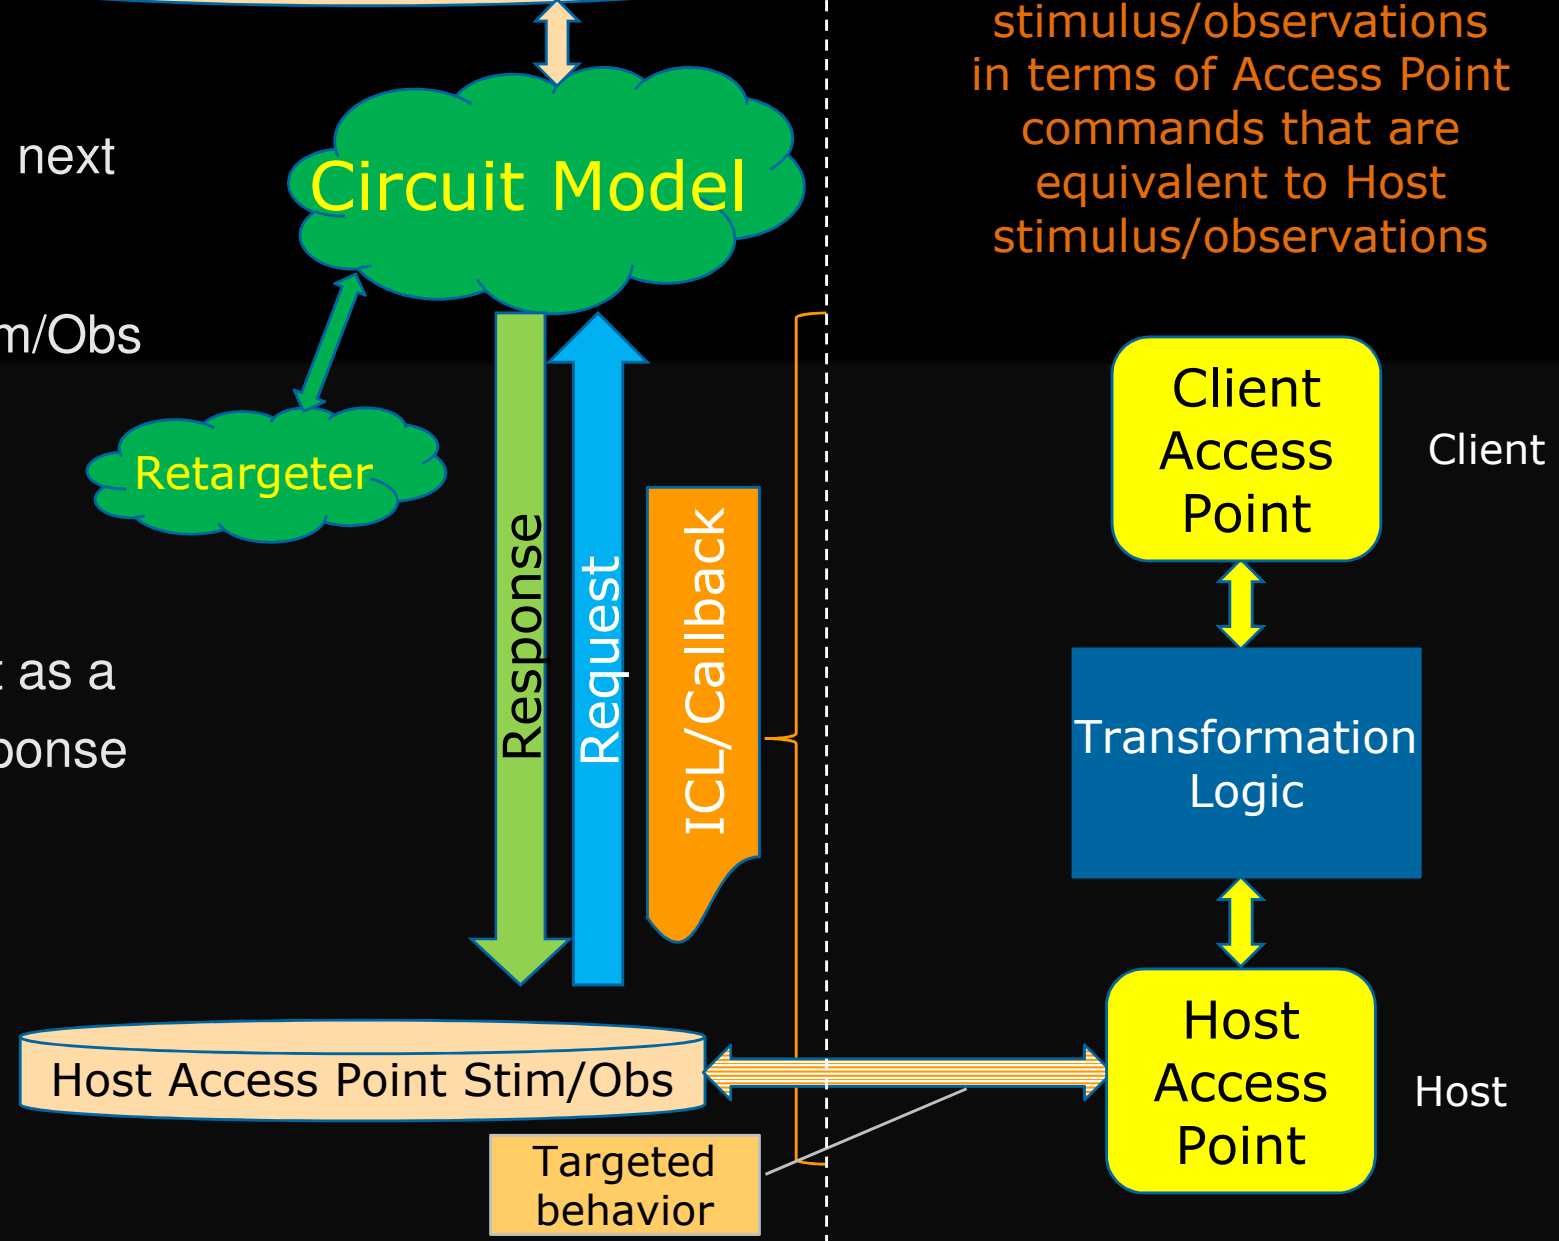 next
m/Obs
t as a
ponse
Circuit Model
Retargeter
Response
Request
ICL/Callback
Host Access Point Stim/Obs
Targeted
behavior
stimulus/observations
in terms of Access Point
commands that are
equivalent to Host
stimulus/observations
Client
Access
Point
Client
Transformation
Logic
Host
Access
Point
Host